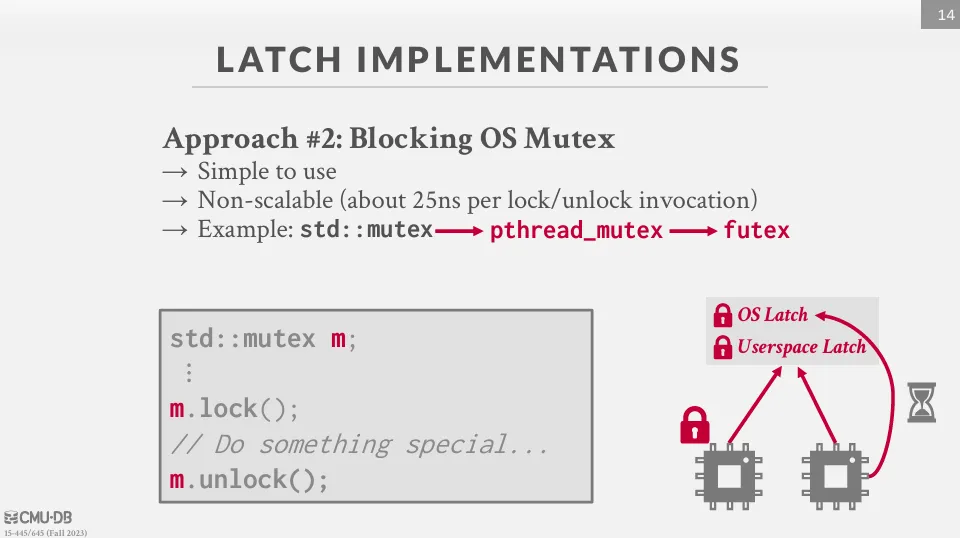 14
LATCH IMPLEMENTATIONS
Approach #2: Blocking OS Mutex
→ Simple to use
→ Non-scalable (about 25ns per lock/unlock invocation)
→ Example: std::mutex → pthread_mutex → futex
std::mutex m;
⋮
m.lock();
// Do something special...
m.unlock();
OS Latch
Userspace Latch
CMU·DB
15-445/645 (Fall 2023)